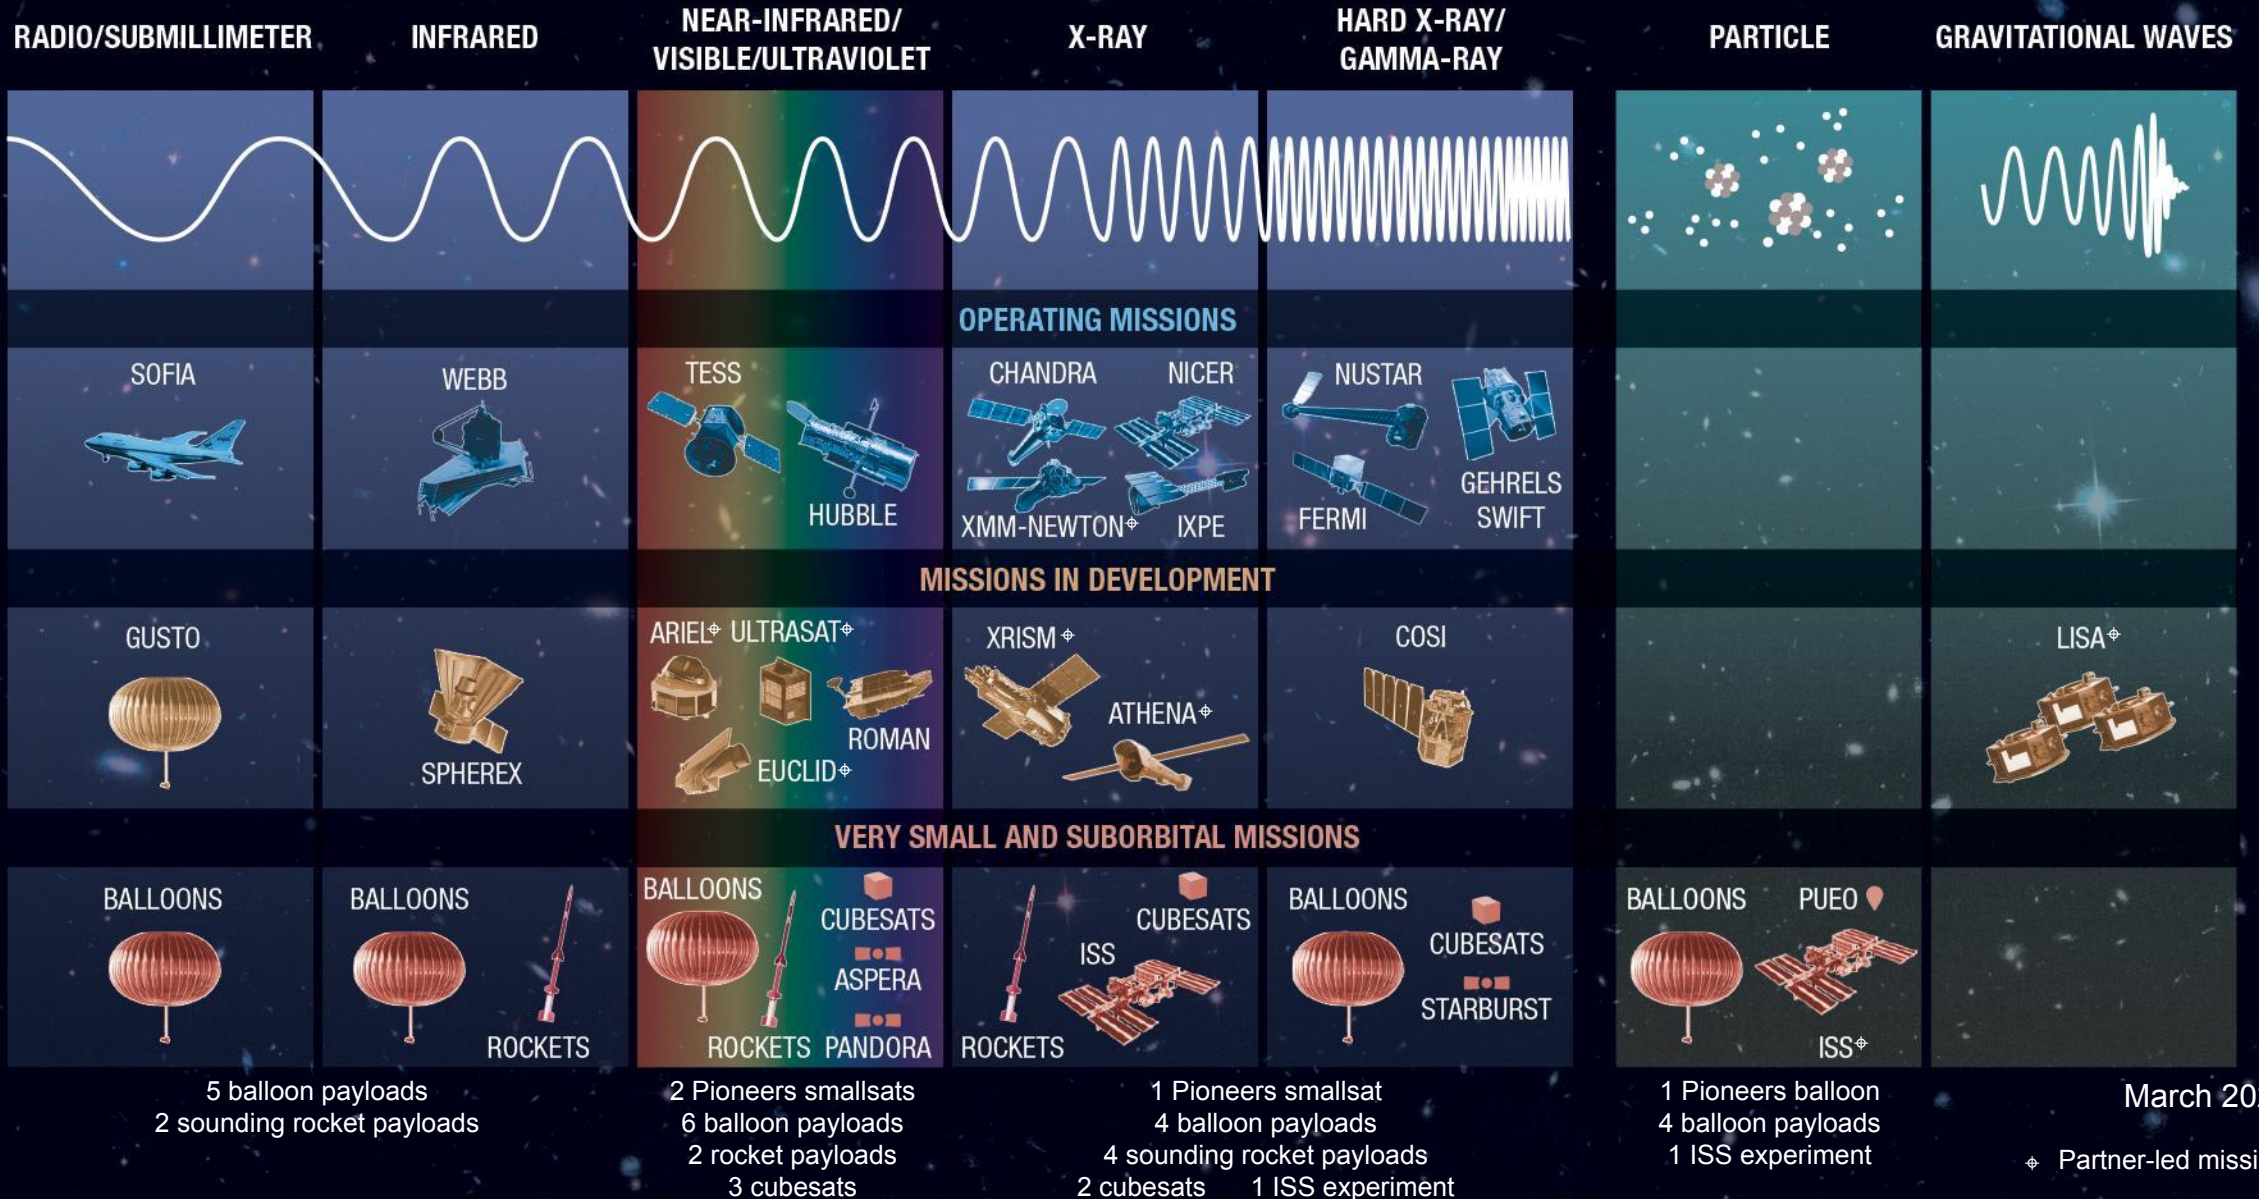 RADIO/SUBMILLIMETER
INFRARED
NEAR-INFRARED/
VISIBLE/ULTRAVIOLET
X-RAY
HARD X-RAY/
GAMMA-RAY
PARTICLE
GRAVITATIONAL WAVES
OPERATING MISSIONS
SOFIA
WEBB
TESS
HUBBLE
CHANDRA
NICER
XMM-NEWTON⌖
IXPE
NUSTAR
FERMI
GEHRELS
SWIFT
MISSIONS IN DEVELOPMENT
GUSTO
SPHEREX
ARIEL⌖
ULTRASAT⌖
ROMAN
EUCLID⌖
XRISM⌖
ATHENA⌖
COSI
LISA⌖
VERY SMALL AND SUBORBITAL MISSIONS
BALLOONS
BALLOONS
ROCKETS
BALLOONS
CUBESATS
ASPERA
ROCKETS
PANDORA
CUBESATS
ISS
ROCKETS
BALLOONS
CUBESATS
STARBURST
BALLOONS
PUEO
ISS⌖
5 balloon payloads
2 sounding rocket payloads
2 Pioneers smallsats
6 balloon payloads
2 rocket payloads
3 cubesats
1 Pioneers smallsat
4 balloon payloads
4 sounding rocket payloads
2 cubesats 1 ISS experiment
1 Pioneers balloon
4 balloon payloads
1 ISS experiment
March
⌖ Partner-led